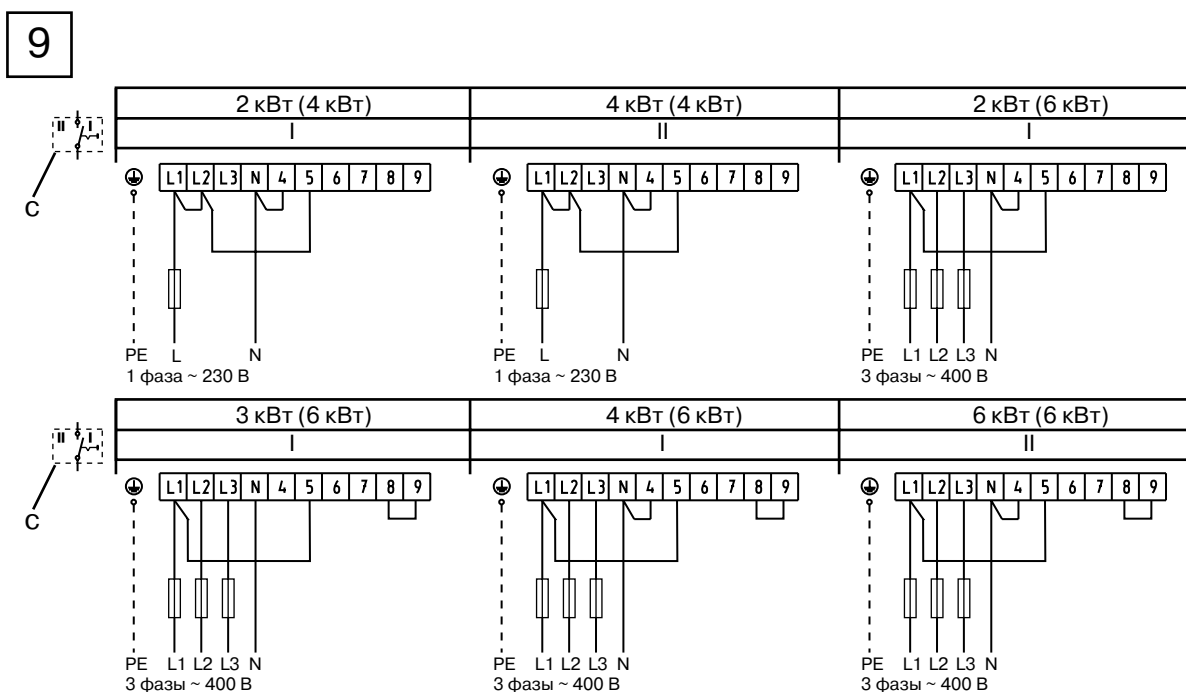 9
2 кВт (4 кВт) 4 кВт (4 кВт) 2 кВт (6 кВт)
II I I II I
L1 L2 L3 N 4 5 6 7 8 9 L1 L2 L3 N 4 5 6 7 8 9 L1 L2 L3 N 4 5 6 7 8 9
C
PE L N PE L N PE L1 L2 L3 N
1 фаза ~ 230 В 1 фаза ~ 230 В 3 фазы ~ 400 В
3 кВт (6 кВт) 4 кВт (6 кВт) 6 кВт (6 кВт)
II I I I II
L1 L2 L3 N 4 5 6 7 8 9 L1 L2 L3 N 4 5 6 7 8 9 L1 L2 L3 N 4 5 6 7 8 9
C
PE L1 L2 L3 N PE L1 L2 L3 N PE L1 L2 L3 N
3 фазы ~ 400 В 3 фазы ~ 400 В 3 фазы ~ 400 В